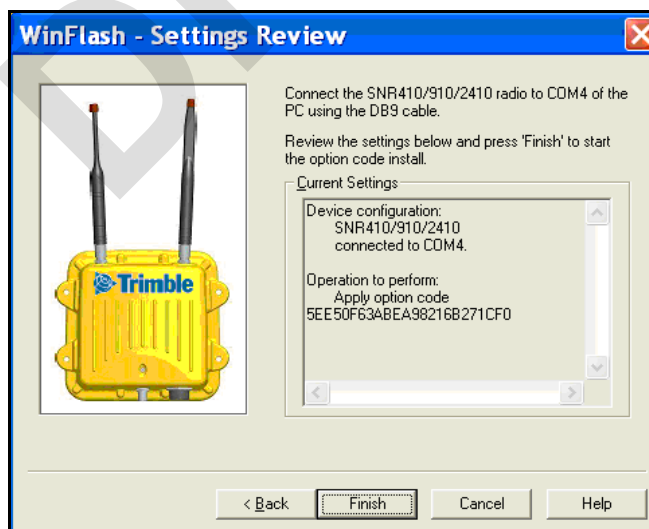 WinFlash - Settings Review
Connect the SNR410/910/2410 radio to COM4 of the
PC using the DB9 cable.
Review the settings below and press 'Finish' to start
the option code install.
Current Settings
Device configuration:
SNR410/910/2410
connected to COM4.
Operation to perform:
Apply option code
5EE50F63ABEA98216B271CF0
Trimble
< Back
Finish
Cancel
Help